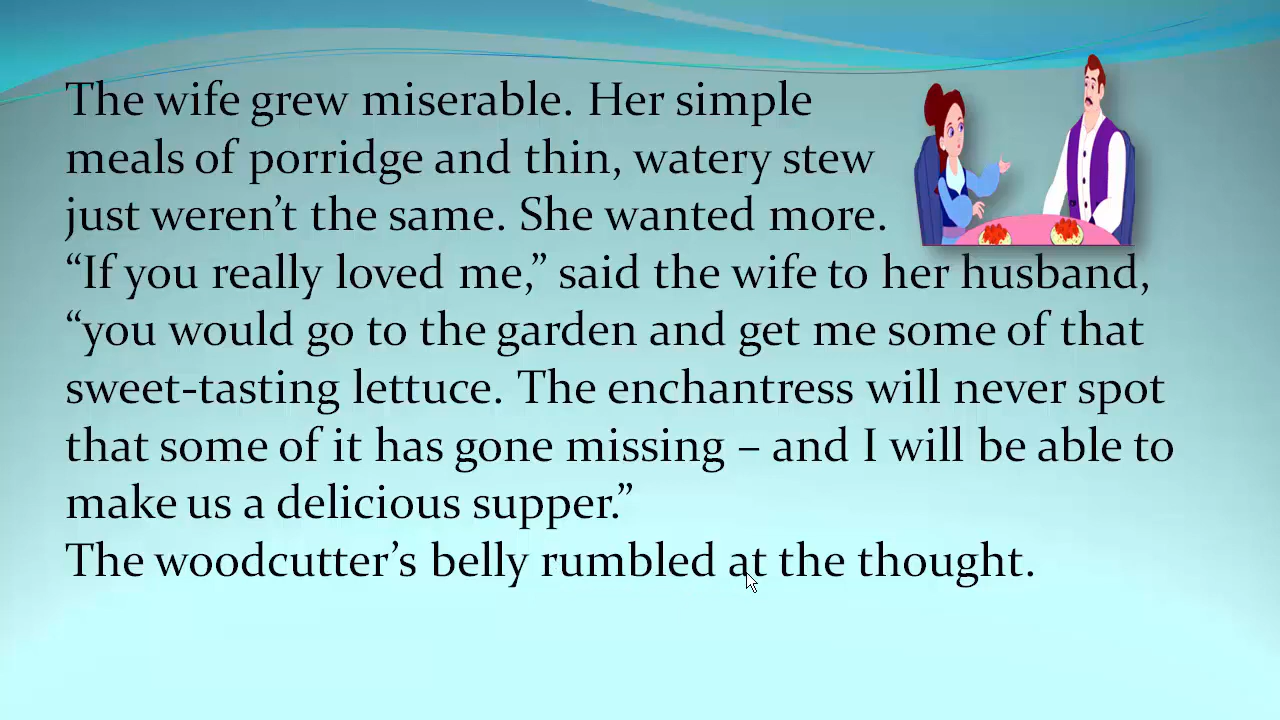 The wife grew miserable. Her simple
meals of porridge and thin, watery stew
just weren’t the same. She wanted more.
“If you really loved me,” said the wife to her husband,
“you would go to the garden and get me some of that
sweet-tasting lettuce. The enchantress will never spot
that some of it has gone missing – and I will be able to
make us a delicious supper.”
The woodcutter’s belly rumbled at the thought.